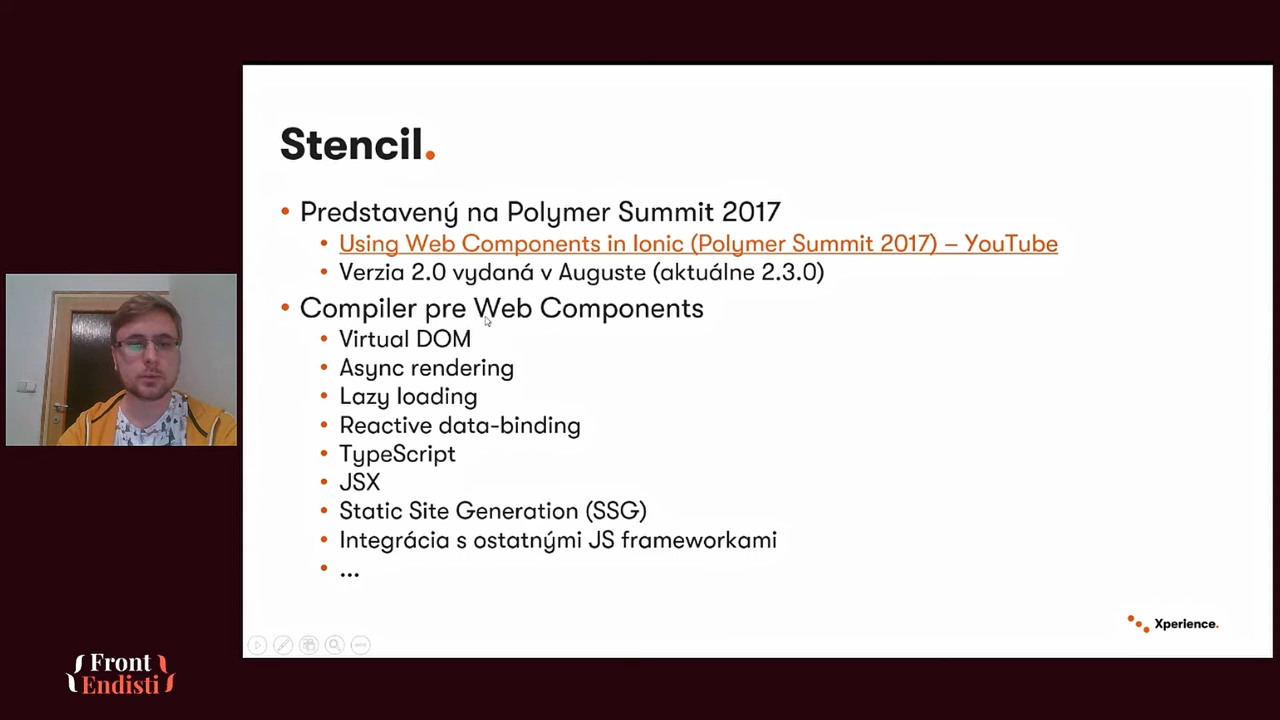 Stencil.
• Predstavený na Polymer Summit 2017
• Using Web Components in Ionic (Polymer Summit 2017) – YouTube
• Verzia 2.0 vydaná v Auguste (aktuálne 2.3.0)
• Compiler pre Web Components
• Virtual DOM
• Async rendering
• Lazy loading
• Reactive data-binding
• TypeScript
• JSX
• Static Site Generation (SSG)
• Integrácia s ostatnými JS frameworkami
• ...
Xperience.
{Front
Endisti}